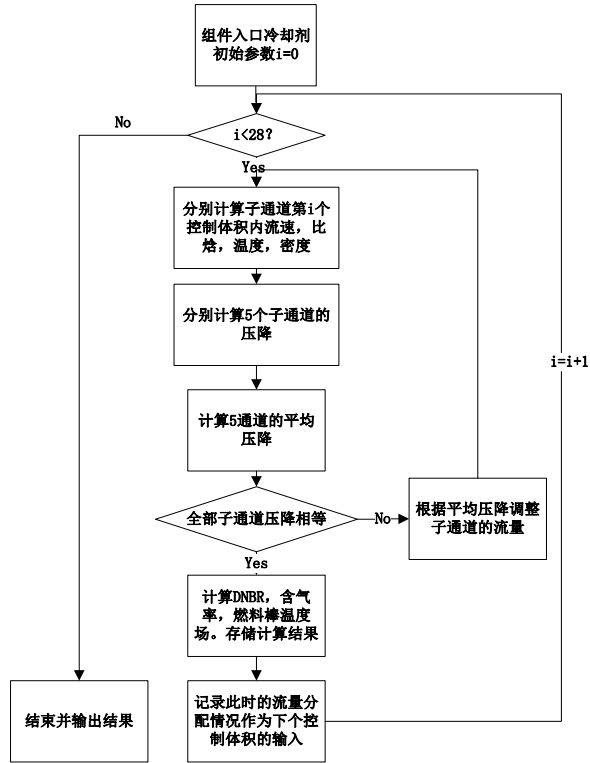 组件入口冷却剂
初始参数i=0
i<28?
No
Yes
分别计算子通道第i个
控制体积内流速，比
焓，温度，密度
分别计算5个子通道的
压降
i=i+1
计算5通道的平均
压降
全部子通道压降相等
No
根据平均压降调整
子通道的流量
Yes
计算DNBR，含气
率，燃料棒温度
场。存储计算结果
结束并输出结果
记录此时的流量分
配情况作为下个控
制体积的输入